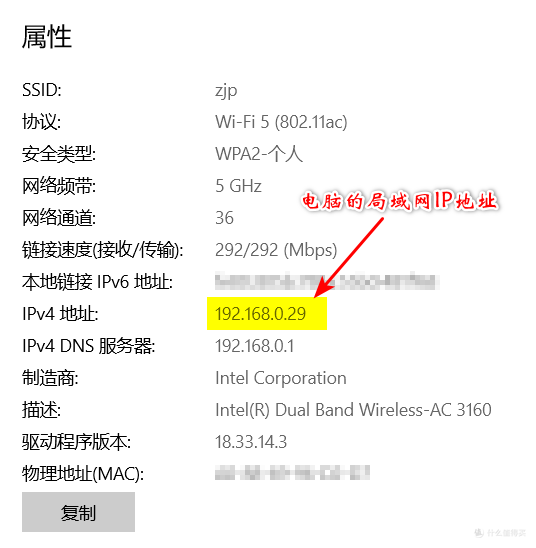 属性
SSID: zjp
协议: Wi-Fi 5 (802.11ac)
安全类型: WPA2-个人
网络频带: 5 GHz
网络通道: 36
电脑的局域网IP地址
链接速度(接收/传输): 292/292 (Mbps)
本地链接 IPv6 地址:
IPv4 地址: 192.168.0.29
IPv4 DNS 服务器: 192.168.0.1
制造商: Intel Corporation
描述: Intel(R) Dual Band Wireless-AC 3160
驱动程序版本: 18.33.14.3
物理地址(MAC):
复制
什么值得买